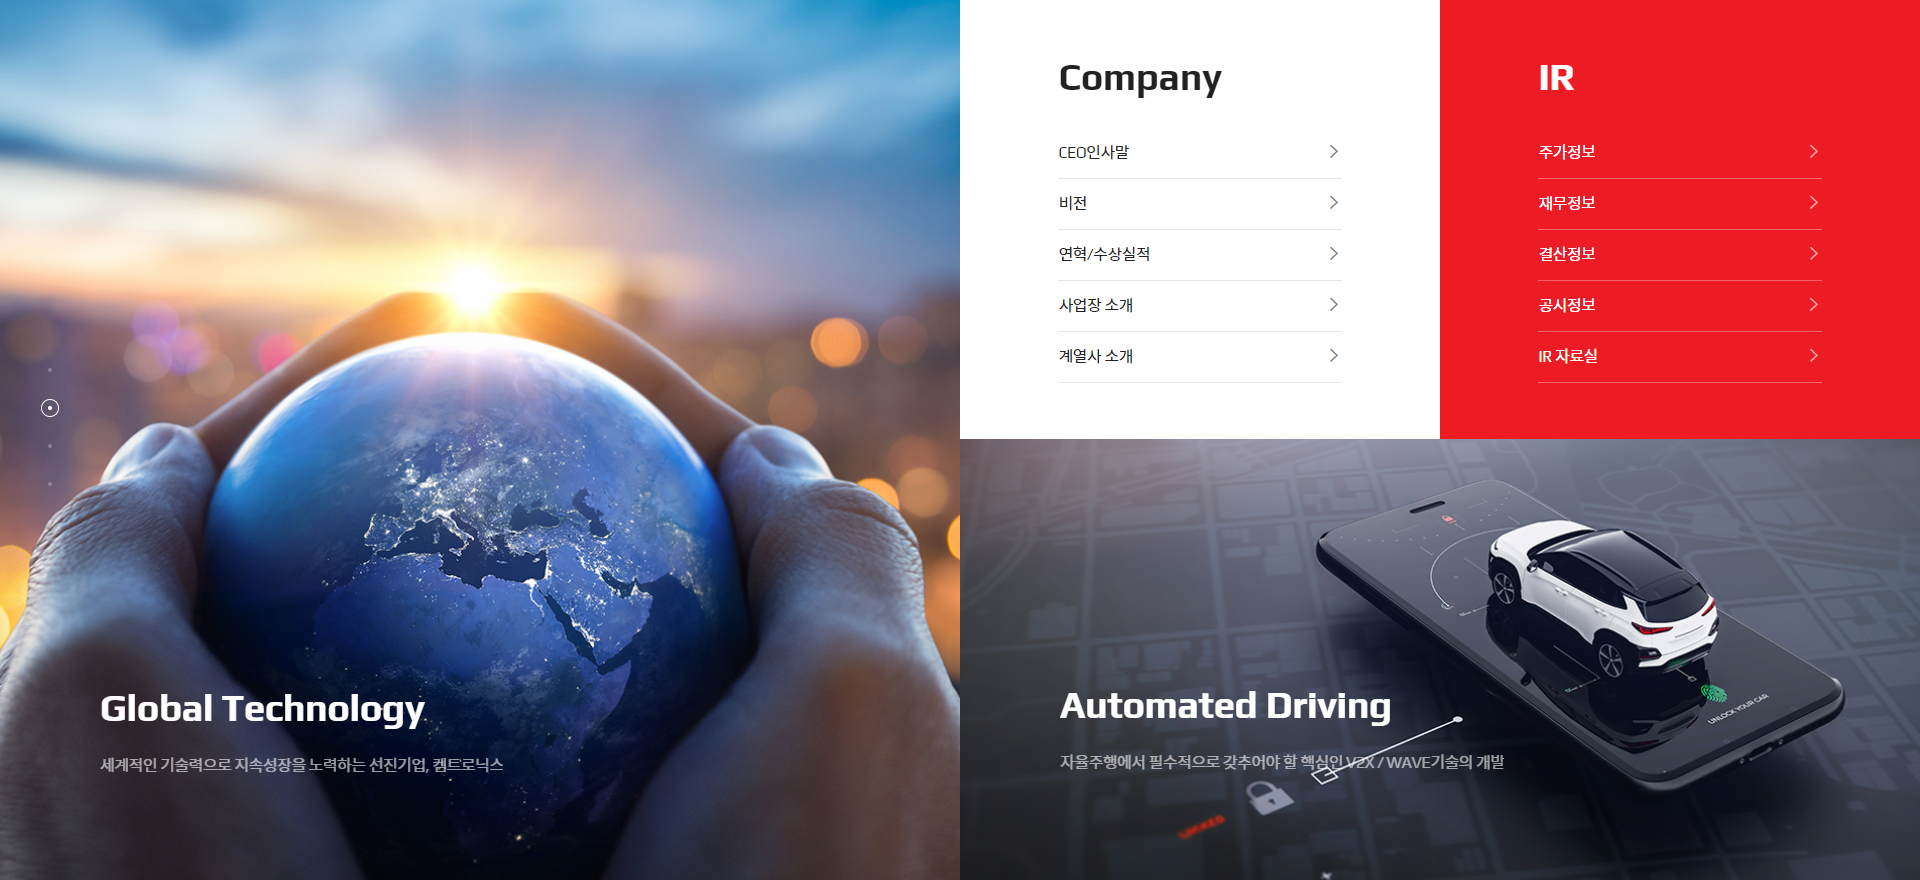 Global Technology
세계적인 기술력으로 지속성장을 노력하는 선진기업, 켐트로닉스
Company
CEO인사말
비전
연혁/수상실적
사업장 소개
계열사 소개
IR
주가정보
재무정보
결산정보
공시정보
IR 자료실
Automated Driving
자율주행에서 필수적으로 갖추어야 할 핵심인 V2X / WAVE기술의 개발
UNLOCK YOUR CAR
LOCKED